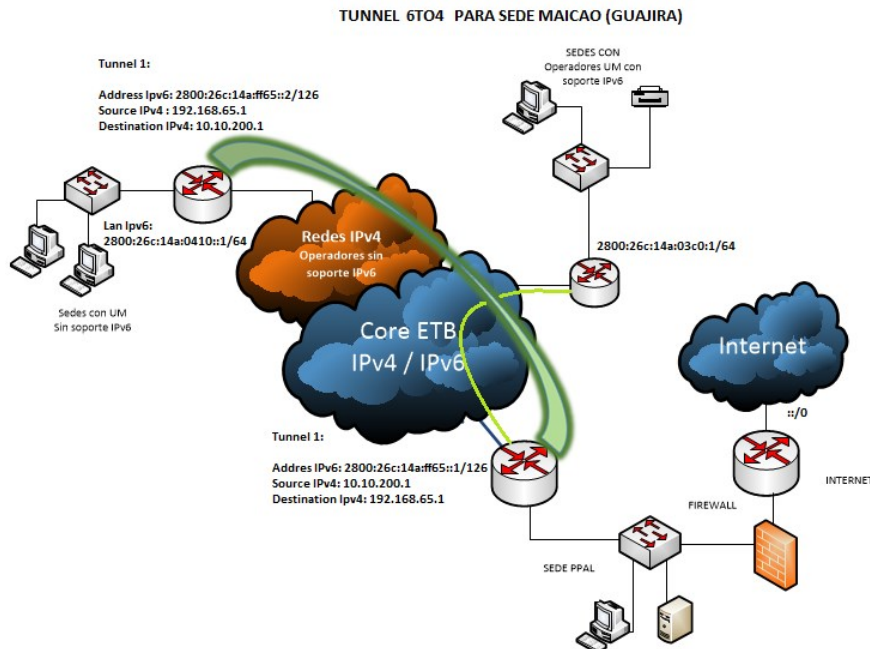 TUNNEL 6TO4 PARA SEDE MAICAO (GUAJIRA)
Tunnel 1:
Address Ipv6: 2800:26c:14a:ff65::2/126
Source IPv4 : 192.168.65.1
Destination IPv4: 10.10.200.1
SEDES CON
Operadores UM con
soporte IPv6
Lan Ipv6:
2800:26c:14a:0410::1/64
Sedes con UM
Sin soporte IPv6
Redes IPv4
Operadores sin
soporte IPv6
2800:26c:14a:03c0:1/64
Core ETB
IPv4 / IPv6
Internet
::/0
Tunnel 1:
Addres IPv6: 2800:26c:14a:ff65::1/126
Source IPv4: 10.10.200.1
Destination Ipv4: 192.168.65.1
INTERNET
FIREWALL
SEDE PPAL